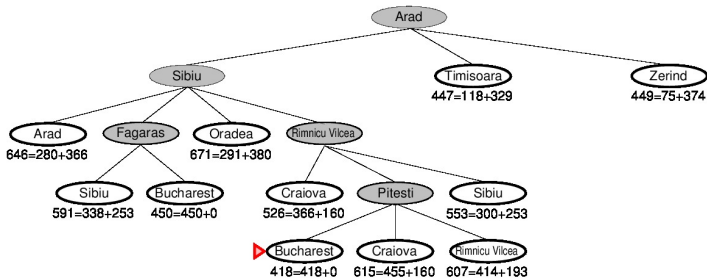 Arad
Sibiu
Timisoara
Zerind
447=118+329
449=75+374
Arad
Fagaras
Oradea
Rimnicu Vilcea
646=280+366
671=291+380
Sibiu
Bucharest
Craiova
Pitesti
Sibiu
591=338+253
450=450+0
526=366+160
553=300+253
Bucharest
Craiova
Rimnicu Vilcea
418=418+0
615=455+160
607=414+193